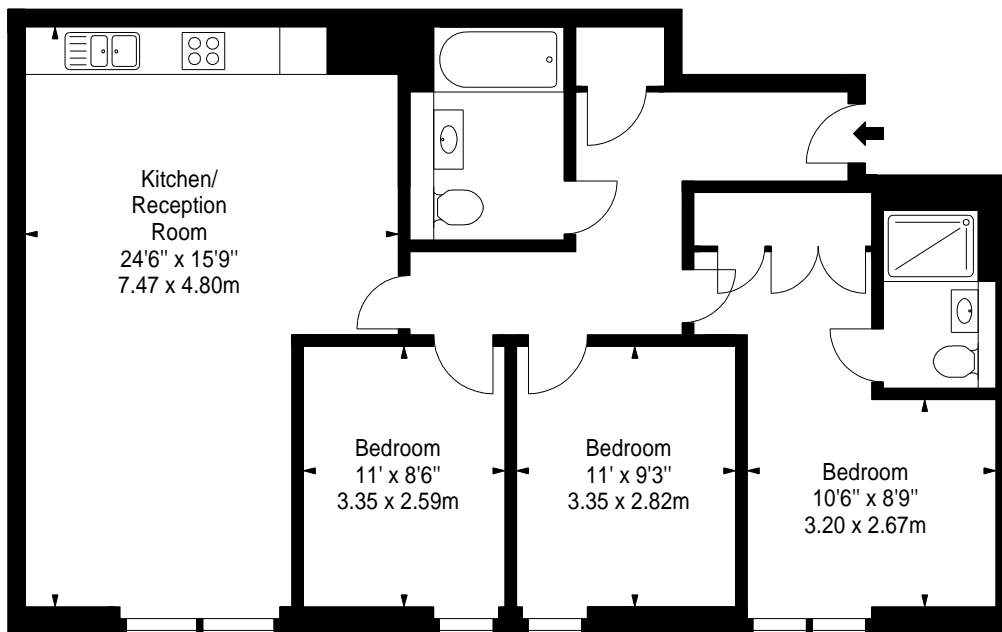 Kitchen/
Reception
Room
24'6" x 15'9"
7.47 x 4.80m
Bedroom
11' x 8'6"
3.35 x 2.59m
Bedroom
11' x 9'3"
3.35 x 2.82m
Bedroom
10'6" x 8'9"
3.20 x 2.67m